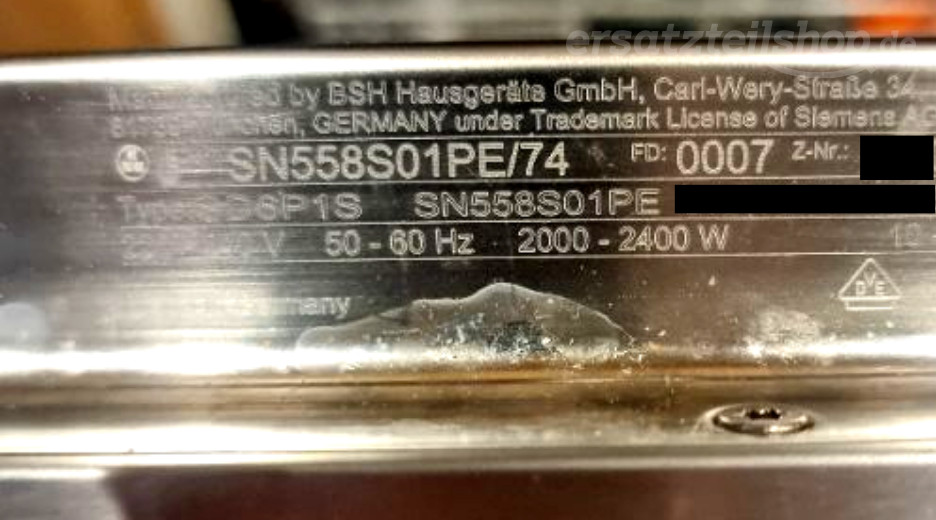 ersatzteilshop.de
by BSH Hausgeräte GmbH, Carl-Wery-Straße 34
GERMANY under Trademark License of Siemens AG
SN558S01PE/74 FD: 0007 Z-Nr.:
SN558S01PE
V 50 - 60 Hz 2000 - 2400 W
VDE